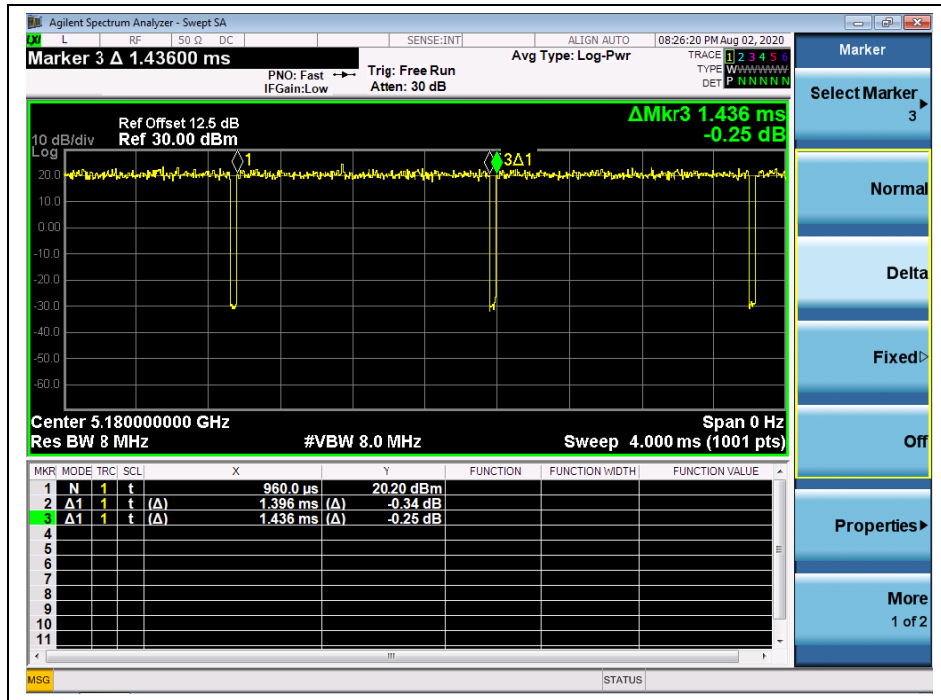 Agilent Spectrum Analyzer - Swept SA
LXI L RF 50 Ω DC SENSE:INT ALIGN AUTO 08:26:20 PM Aug 02, 2020
Marker 3 Δ 1.43600 ms
PNO: Fast
IFGain:Low
Trig: Free Run
Atten: 30 dB
Avg Type: Log-Pwr
TRACE 1 2 3 4 5 6
TYPE WWWWWWW
DET P N N N N N
ΔMkr3 1.436 ms
-0.25 dB
Ref Offset 12.5 dB
Ref 30.00 dBm
10 dB/div
Log
1
3Δ1
20.0
10.0
0.00
-10.0
-20.0
-30.0
-40.0
-50.0
-60.0
Center 5.180000000 GHz Span 0 Hz
Res BW 8 MHz #VBW 8.0 MHz Sweep 4.000 ms (1001 pts)
MKR MODE TRC SCL X Y FUNCTION FUNCTION WIDTH FUNCTION VALUE
1 N 1 t 960.0 µs 20.20 dBm
2 Δ1 1 t (Δ) 1.396 ms (Δ) -0.34 dB
3 Δ1 1 t (Δ) 1.436 ms (Δ) -0.25 dB
4
5
6
7
8
9
10
11
MSG STATUS
Marker
Select Marker
3
Normal
Delta
Fixed
Off
Properties
More
1 of 2